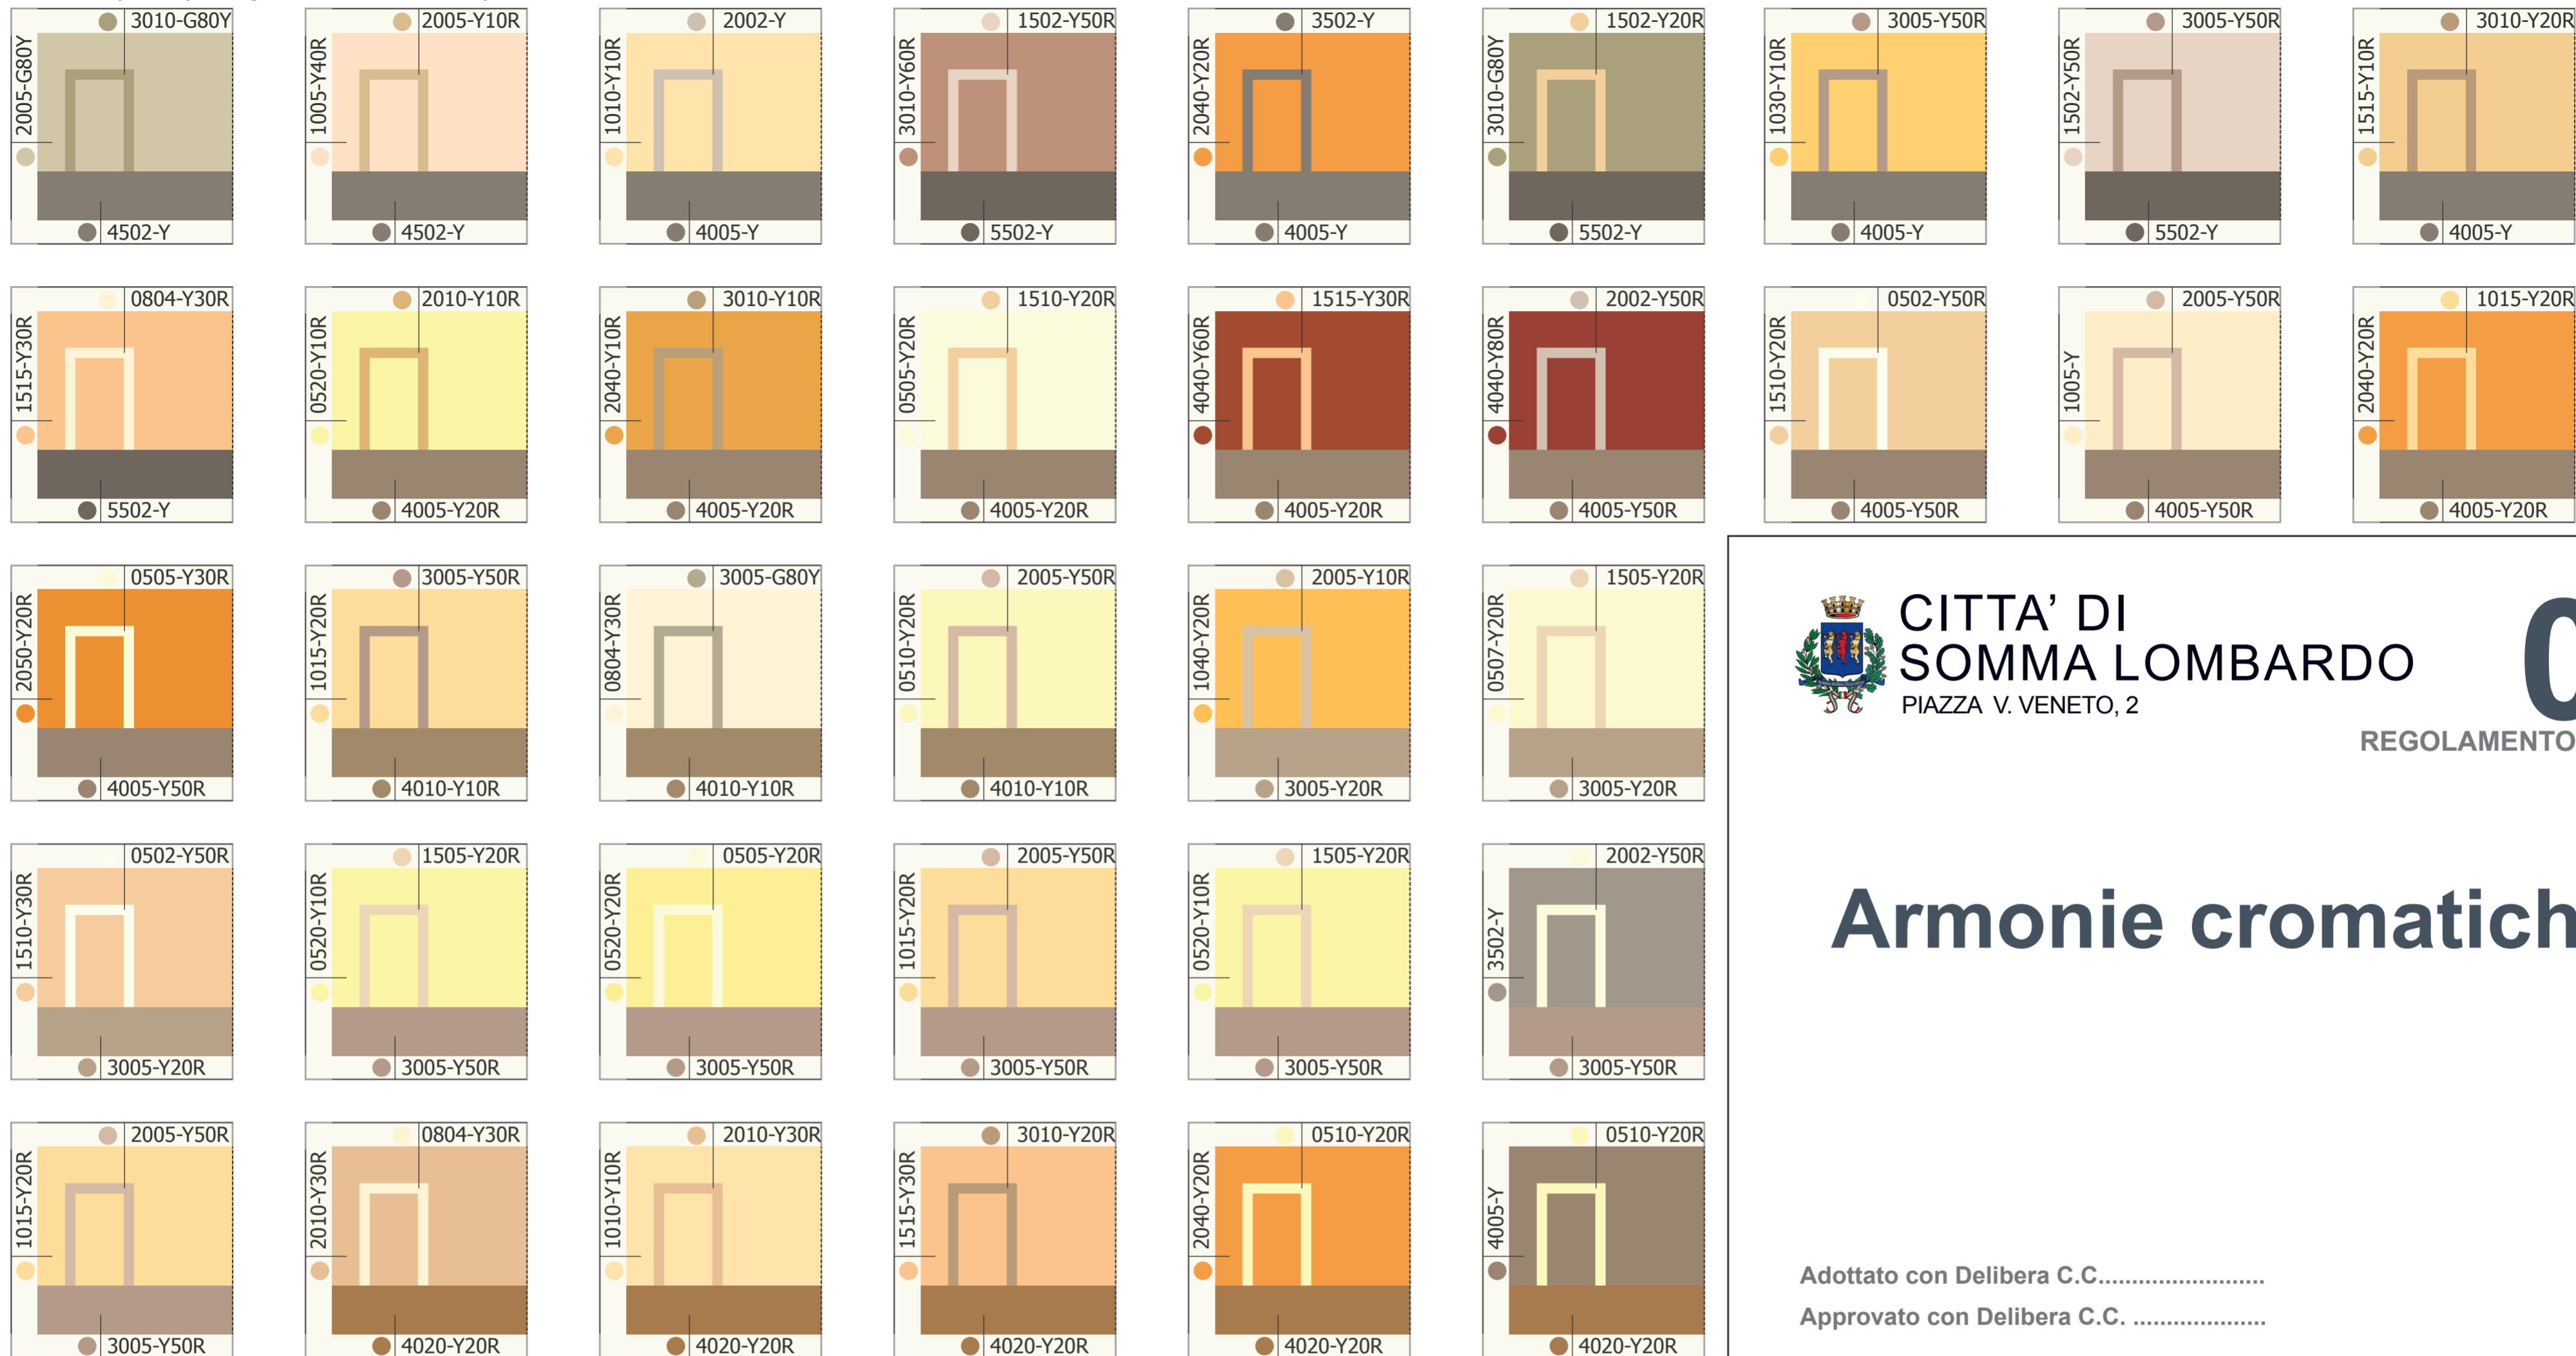 3010-G80Y
2005-G80Y
4502-Y
2005-Y10R
1005-Y40R
4502-Y
2002-Y
1010-Y10R
4005-Y
1502-Y50R
3010-Y60R
5502-Y
3502-Y
2040-Y20R
4005-Y
1502-Y20R
3010-G80Y
5502-Y
3005-Y50R
1030-Y10R
4005-Y
3005-Y50R
1502-Y50R
5502-Y
3010-Y20R
1515-Y10R
4005-Y
0804-Y30R
1515-Y30R
5502-Y
2010-Y10R
0520-Y10R
4005-Y20R
3010-Y10R
2040-Y10R
4005-Y20R
1510-Y20R
0505-Y20R
4005-Y20R
1515-Y30R
4040-Y60R
4005-Y20R
2002-Y50R
4040-Y80R
4005-Y50R
0502-Y50R
1510-Y20R
4005-Y50R
2005-Y50R
1005-Y
4005-Y50R
1015-Y20R
2040-Y20R
4005-Y20R
0505-Y30R
2050-Y20R
4005-Y50R
3005-Y50R
1015-Y20R
4010-Y10R
3005-G80Y
0804-Y30R
4010-Y10R
2005-Y50R
0510-Y20R
4010-Y10R
2005-Y10R
1040-Y20R
3005-Y20R
1505-Y20R
0507-Y20R
3005-Y20R
0502-Y50R
1510-Y30R
3005-Y20R
1505-Y20R
0520-Y10R
3005-Y50R
0505-Y20R
0520-Y20R
3005-Y50R
2005-Y50R
1015-Y20R
3005-Y50R
1505-Y20R
0520-Y10R
3005-Y50R
2002-Y50R
3502-Y
3005-Y50R
2005-Y50R
1015-Y20R
3005-Y50R
0804-Y30R
2010-Y30R
4020-Y20R
2010-Y30R
1010-Y10R
4020-Y20R
3010-Y20R
1515-Y30R
4020-Y20R
0510-Y20R
2040-Y20R
4020-Y20R
0510-Y20R
4005-Y
4020-Y20R
CITTA' DI
SOMMA LOMBARDO
PIAZZA V. VENETO, 2
REGOLAMENTO
Armonie cromatich
Adottato con Delibera C.C.........................
Approvato con Delibera C.C. ....................